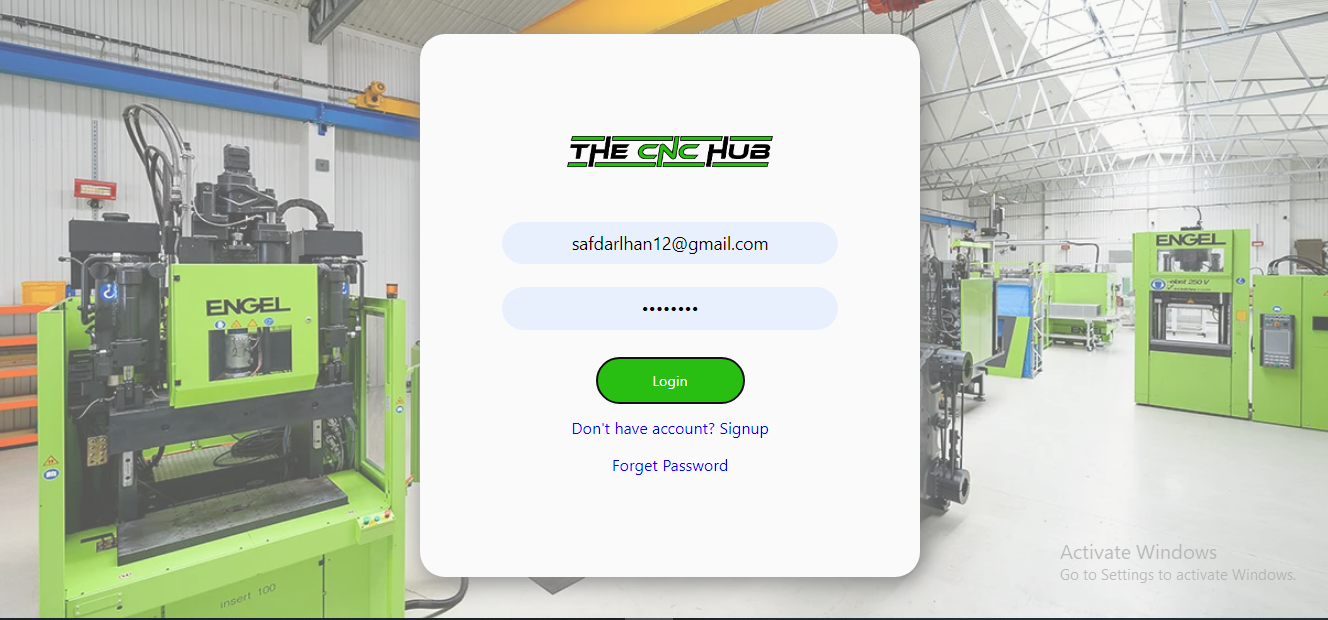 THE CNC HUB
safdarlhan12@gmail.com
••••••••
Login
Don't have account? Signup
Forget Password
ENGEL
insert 100
ENGEL
Activate Windows
Go to Settings to activate Windows.